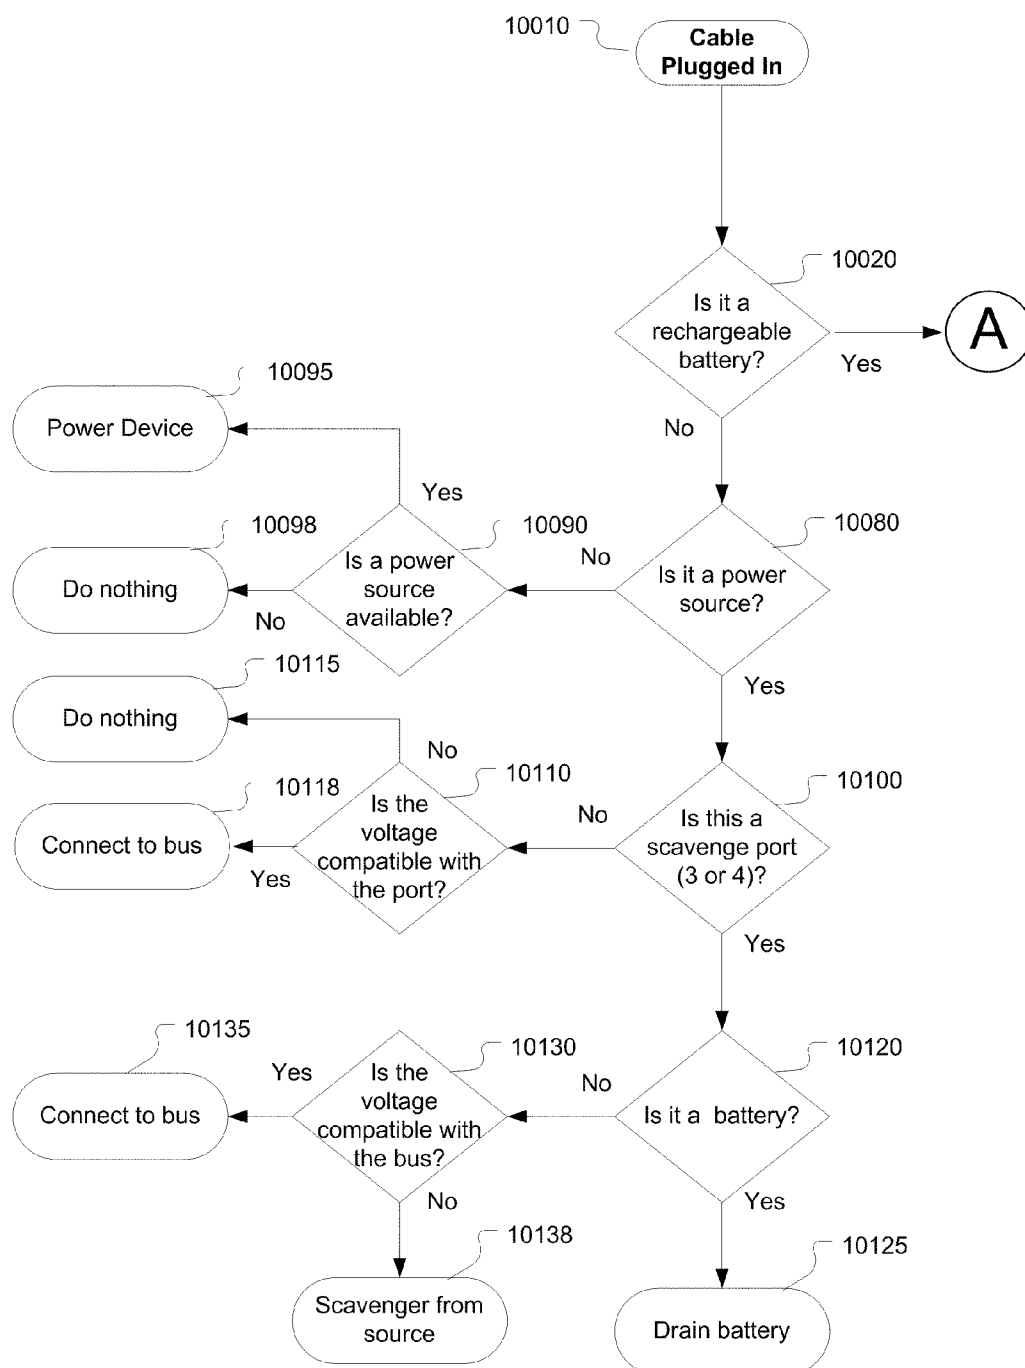 10010
Cable
Plugged In
10020
Is it a
rechargeable
battery?
A
Yes
No
10095
Power Device
Yes
10098
10090
No
10080
Do nothing
Is a power
source
available?
Is it a power
source?
No
10115
Yes
Do nothing
No
10118
10110
No
10100
Connect to bus
Is the
voltage
compatible with
the port?
Is this a
scavenge port
(3 or 4)?
Yes
Yes
10135
Yes
10130
No
10120
Connect to bus
Is the
voltage
compatible with
the bus?
Is it a  battery?
No
Yes
10138
10125
Scavenger from
source
Drain battery